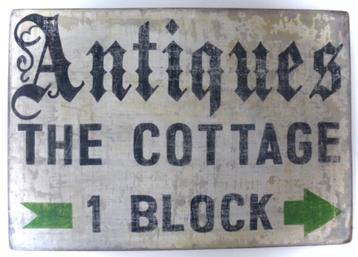 Antiques
THE COTTAGE
1 BLOCK